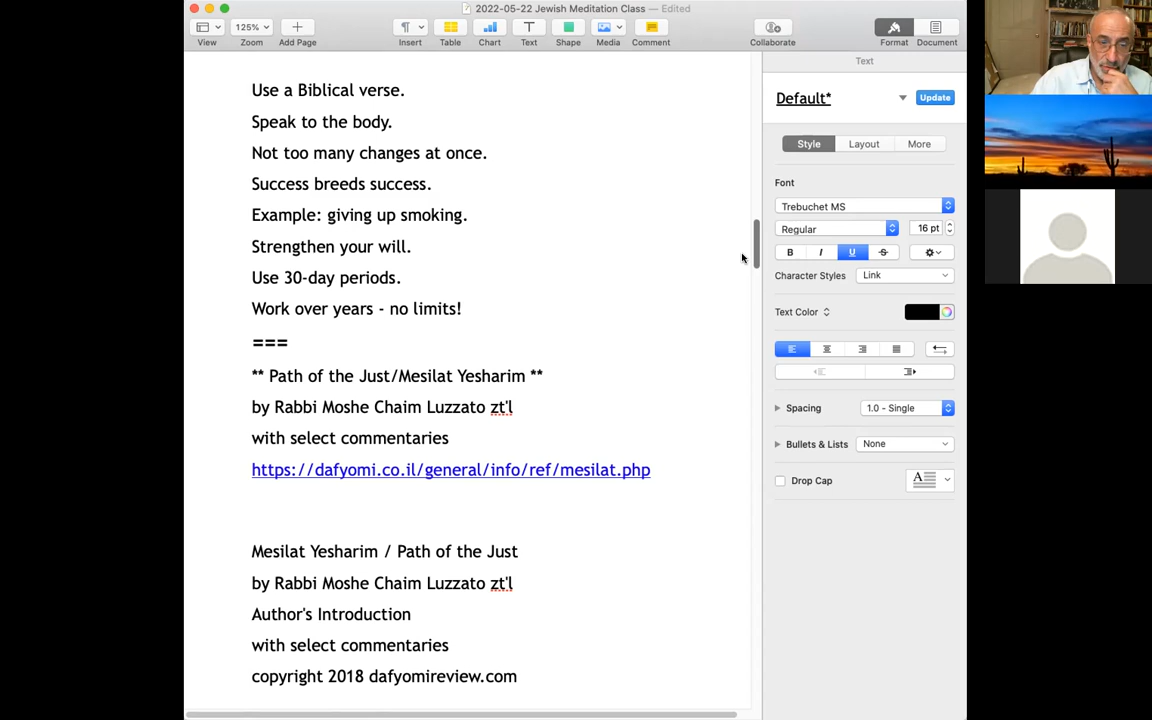 2022-05-22 Jewish Meditation Class — Edited
125%
View Zoom Add Page Insert Table Chart Text Shape Media Comment Collaborate Format Document
Use a Biblical verse.
Speak to the body.
Not too many changes at once.
Success breeds success.
Example: giving up smoking.
Strengthen your will.
Use 30-day periods.
Work over years - no limits!
===
** Path of the Just/Mesilat Yesharim **
by Rabbi Moshe Chaim Luzzato zt'l
with select commentaries
https://dafyomi.co.il/general/info/ref/mesilat.php
Mesilat Yesharim / Path of the Just
by Rabbi Moshe Chaim Luzzato zt'l
Author's Introduction
with select commentaries
copyright 2018 dafyomireview.com
Text
Default*
Update
Style Layout More
Font
Trebuchet MS
Regular 16 pt
B I U S
Character Styles Link
Text Color
Spacing 1.0 - Single
Bullets & Lists None
Drop Cap A